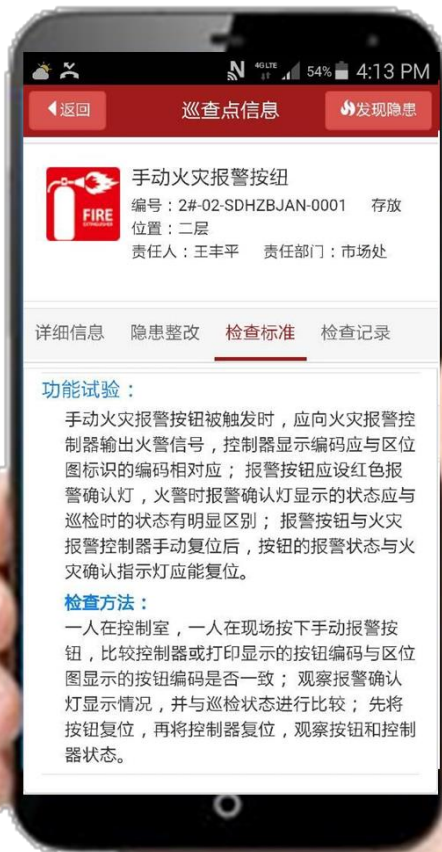 4G LTE 54% 4:13 PM
返回 巡查点信息 发现隐患
手动火灾报警按钮
FIRE
编号：2#-02-SDHZBJAN-0001 存放
位置：二层
责任人：王丰平 责任部门：市场处
详细信息 隐患整改 检查标准 检查记录
功能试验：
手动火灾报警按钮被触发时，应向火灾报警控
制器输出火警信号，控制器显示编码应与区位
图标识的编码相对应；报警按钮应设红色报
警确认灯，火警时报警确认灯显示的状态应与
巡检时的状态有明显区别；报警按钮与火灾
报警控制器手动复位后，按钮的报警状态与火
灾确认指示灯应能复位。
检查方法：
一人在控制室，一人在现场按下手动报警按
钮，比较控制器或打印显示的按钮编码与区位
图显示的按钮编码是否一致；观察报警确认
灯显示情况，并与巡检状态进行比较；先将
按钮复位，再将控制器复位，观察按钮和控制
器状态。